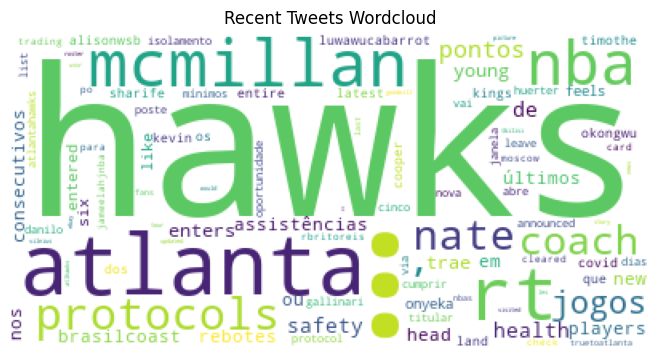 Recent Tweets Wordcloud
trading alisonwsb isolamento luwawucabarrot timothe
list mcmillan pontos nba
sharife mínimos entire latest young kings huerter feels
po poste vai de leave okongwu
hawks
atlantahawks entered para six like kevin os janela moscow card
consecutivos jameelahjnba oportunidade cooper nova últimos abre
danilo fans last cinco
enters assistências rbritoreis nate coach announced
atlanta : , trae em rt cleared covid dias
dos ou gallinari via cumprir onyeka nbas que new
nos protocols safety titular jogos
brasilcoast rebotes protocol head land health players
visited check truetoatlanta